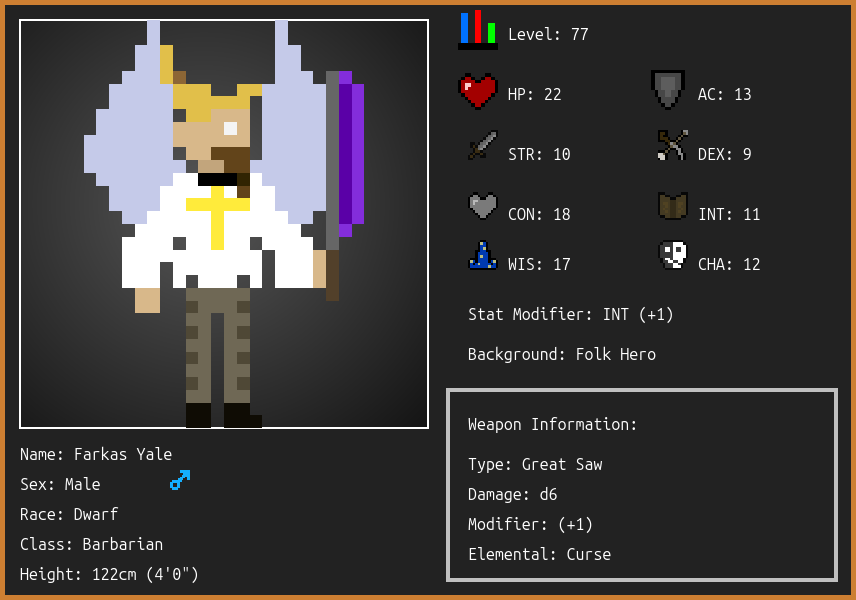 Level: 77
HP: 22
AC: 13
STR: 10
DEX: 9
CON: 18
INT: 11
WIS: 17
CHA: 12
Stat Modifier: INT (+1)
Background: Folk Hero
Weapon Information:
Type: Great Saw
Damage: d6
Modifier: (+1)
Elemental: Curse
Name: Farkas Yale
Sex: Male
Race: Dwarf
Class: Barbarian
Height: 122cm (4'0")